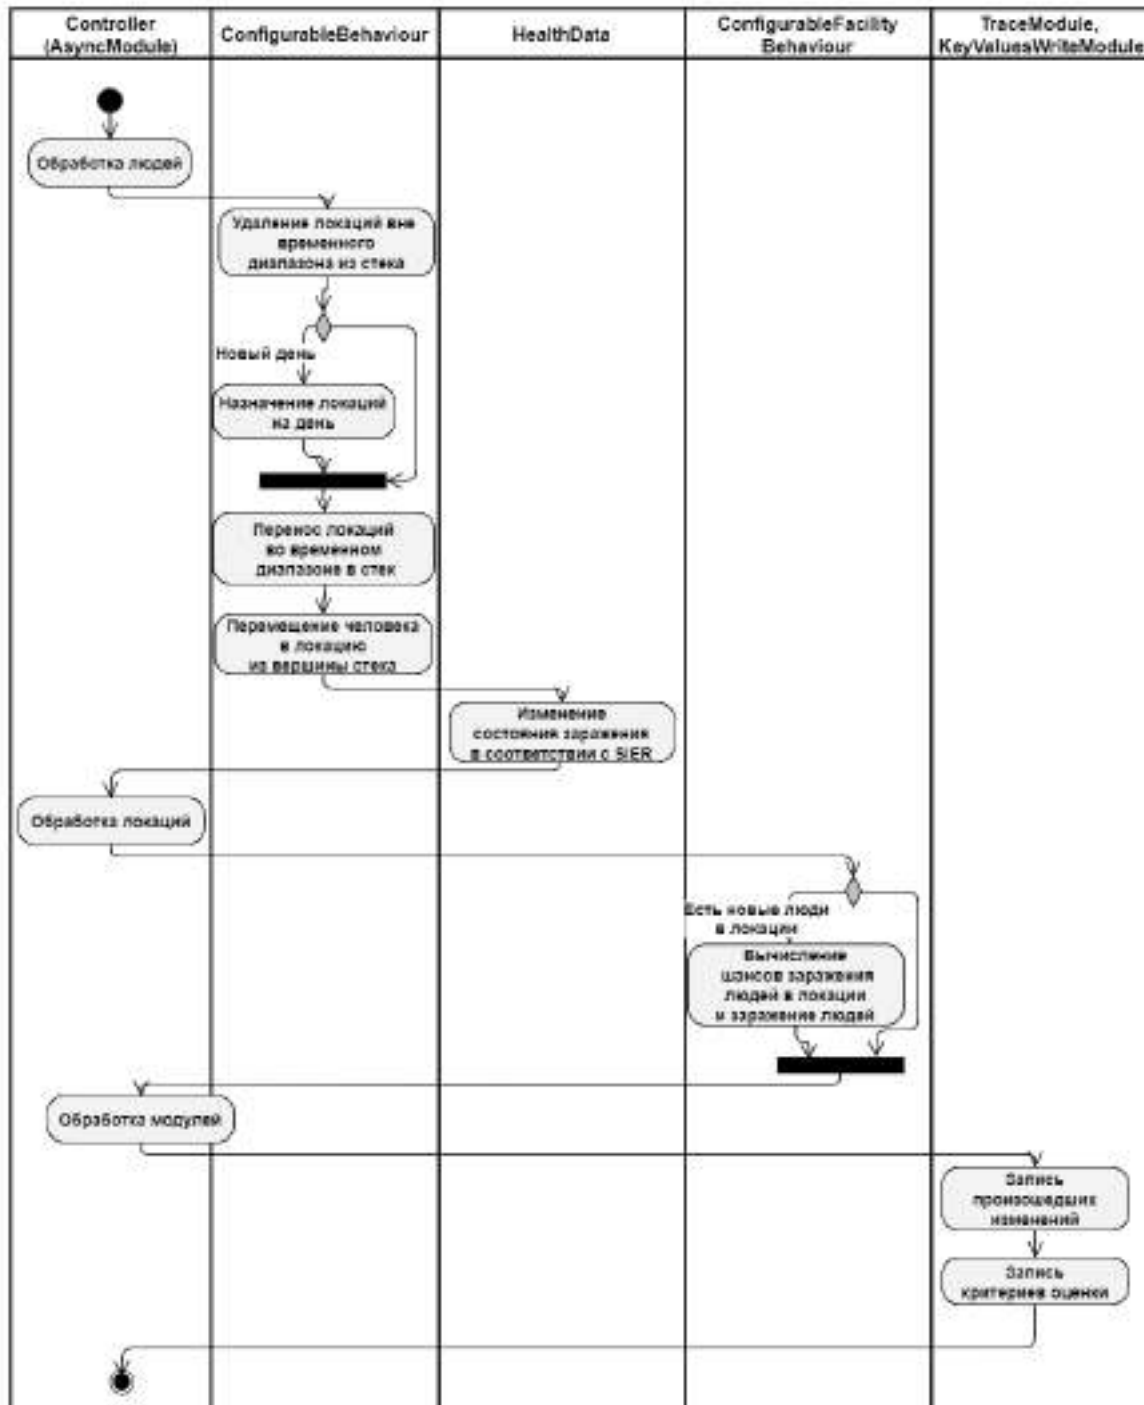 Controller
(AsyncModule)
ConfigurableBehaviour
HealthData
ConfigurableFacility
Behaviour
TraceModule,
KeyValuesWriteModule
Обработка людей
Удаление локаций вне
временного
диапазона из стека
Новый день
Назначение локаций
на день
Перенос локаций
во временном
диапазоне в стек
Перемещение человека
в локацию
из вершины стека
Изменение
состояния заражения
в соответствии с SIER
Обработка локаций
Есть новые люди
в локации
Вычисление
шансов заражения
людей в локации
и заражение людей
Обработка модулей
Запись
произошедших
изменений
Запись
критериев оценки